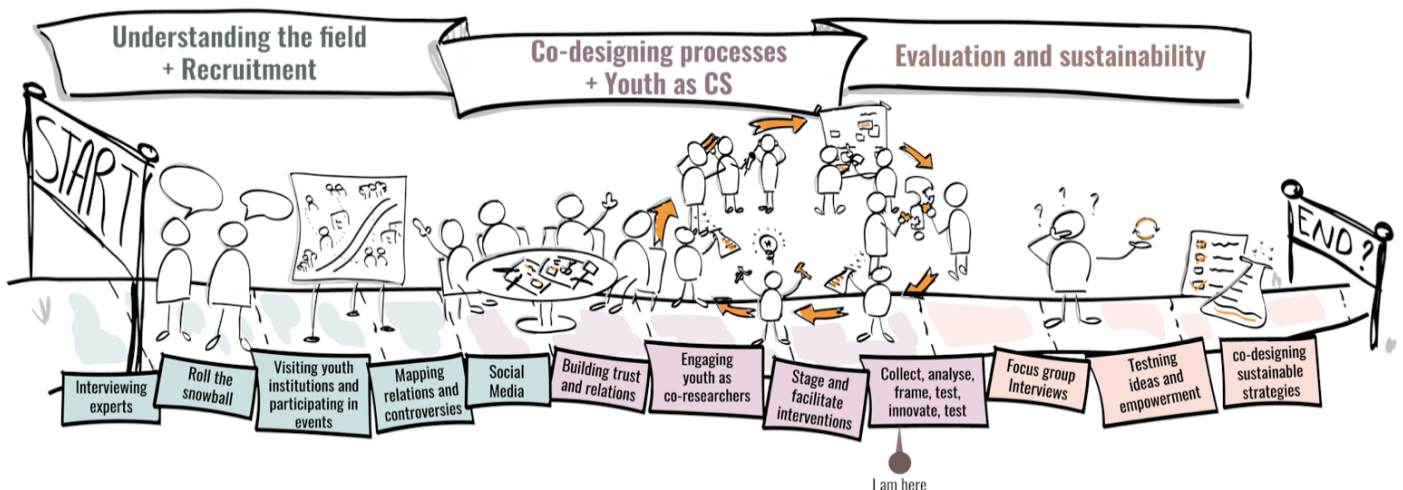 Understanding the field
+ Recruitment
Co-designing processes
+ Youth as CS
Evaluation and sustainability
START
? ? ?
END?
Interviewing
experts
Roll the
snowball
Visiting youth
institutions and
participating in
events
Mapping
relations and
controversies
Social
Media
Building trust
and relations
Engaging
youth as
co-researchers
Stage and
facilitate
interventions
Collect, analyse,
frame, test,
innovate, test
Focus group
Interviews
Testning
ideas and
empowerment
co-designing
sustainable
strategies
I am here